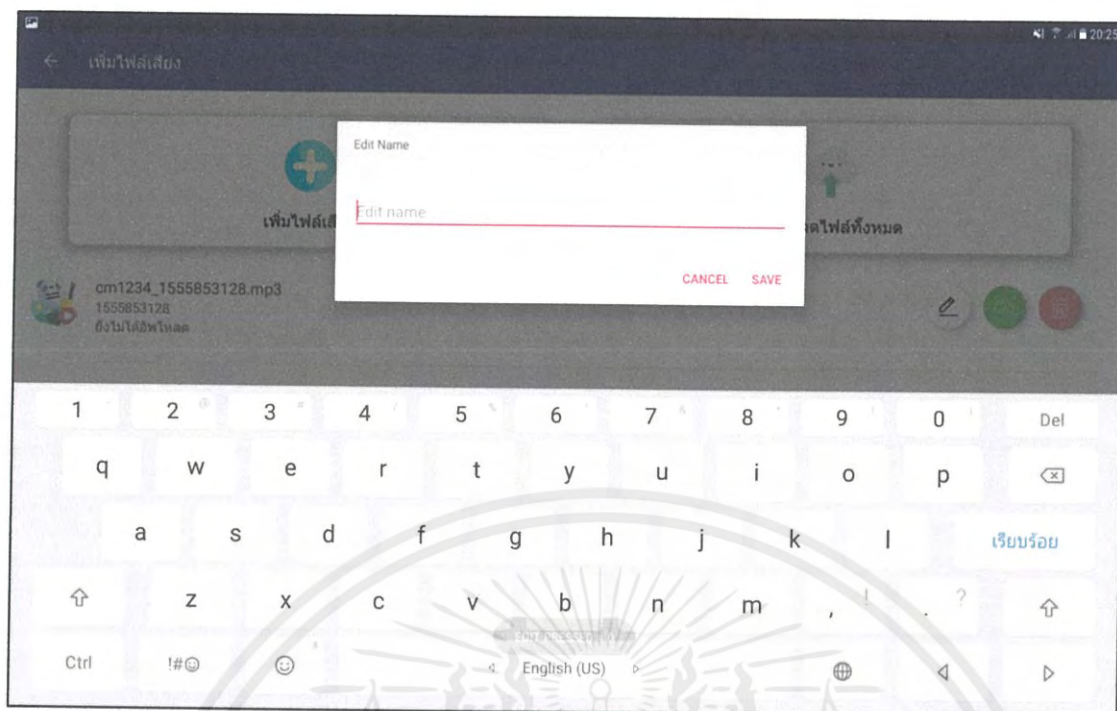 20:25
เพิ่มไฟล์เสียง
Edit Name
Edit name
CANCEL SAVE
เพิ่มไฟล์เสี
ดไฟล์ทั้งหมด
cm1234_1555853128.mp3
1555853128
ยังไม่ได้อัพโหลด
1 2 3 4 5 6 7 8 9 0 Del
q w e r t y u i o p
a s d f g h j k l เรียบร้อย
z x c v b n m , ! . ?
Ctrl !#☺ English (US)